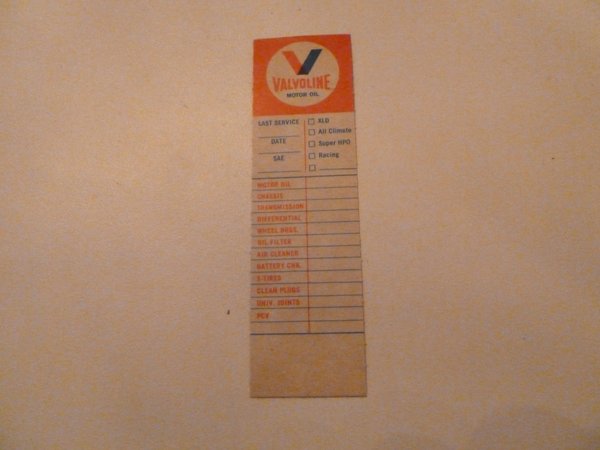 VALVOLINE
MOTOR OIL
LAST SERVICE
DATE
SAE
XLD
All Climate
Super HPO
Racing
MOTOR OIL
CHASSIS
TRANSMISSION
DIFFERENTIAL
WHEEL BRGS.
OIL FILTER
AIR CLEANER
BATTERY CHK.
X-TIRES
CLEAN PLUGS
UNIV. JOINTS
PCV